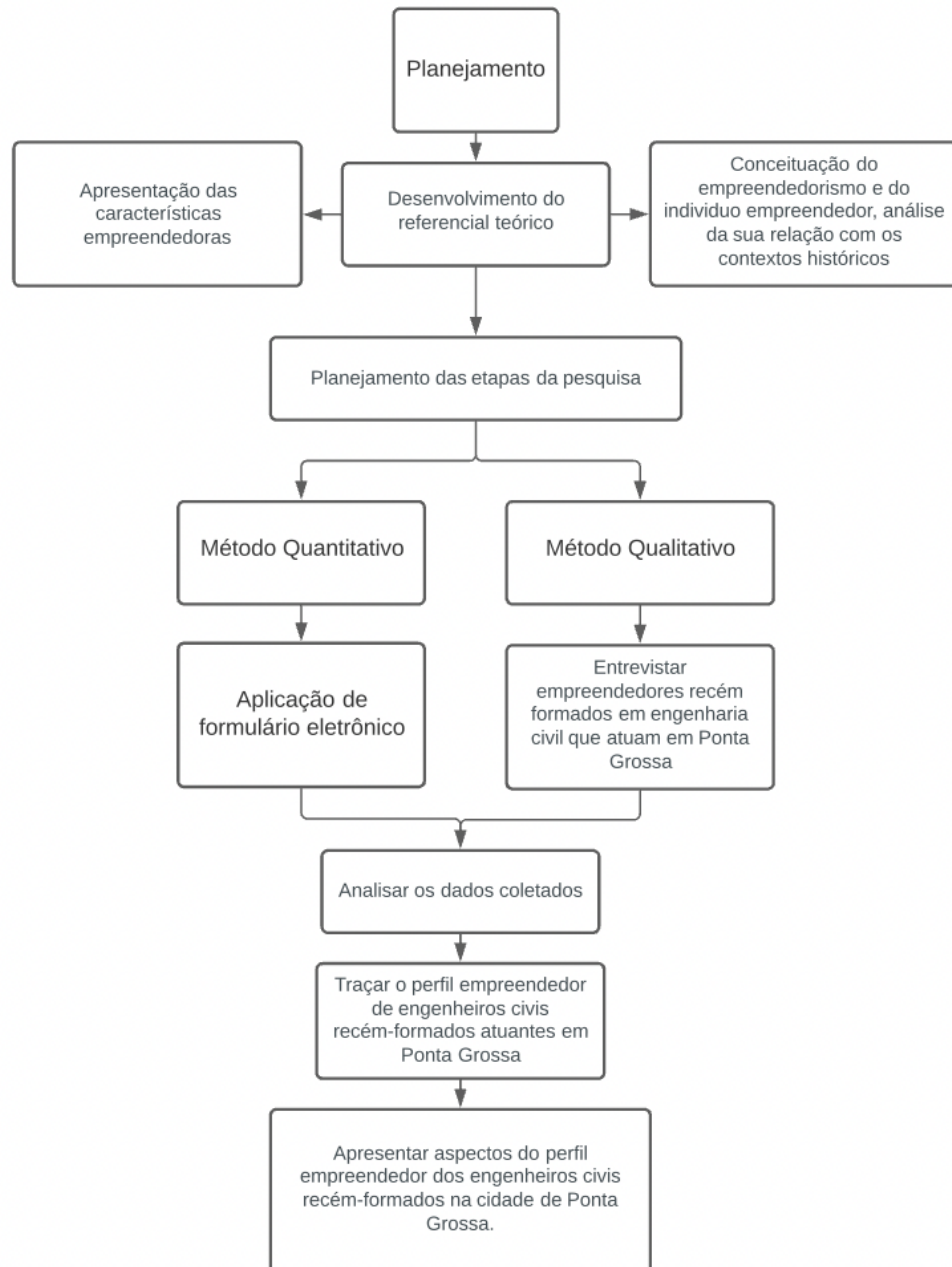 Planejamento
Apresentação das
características
empreendedoras
Desenvolvimento do
referencial teórico
Conceituação do
empreendedorismo e do
individuo empreendedor, análise
da sua relação com os
contextos históricos
Planejamento das etapas da pesquisa
Método Quantitativo
Método Qualitativo
Aplicação de
formulário eletrônico
Entrevistar
empreendedores recém
formados em engenharia
civil que atuam em Ponta
Grossa
Analisar os dados coletados
Traçar o perfil empreendedor
de engenheiros civis
recém-formados atuantes em
Ponta Grossa
Apresentar aspectos do perfil
empreendedor dos engenheiros civis
recém-formados na cidade de Ponta
Grossa.